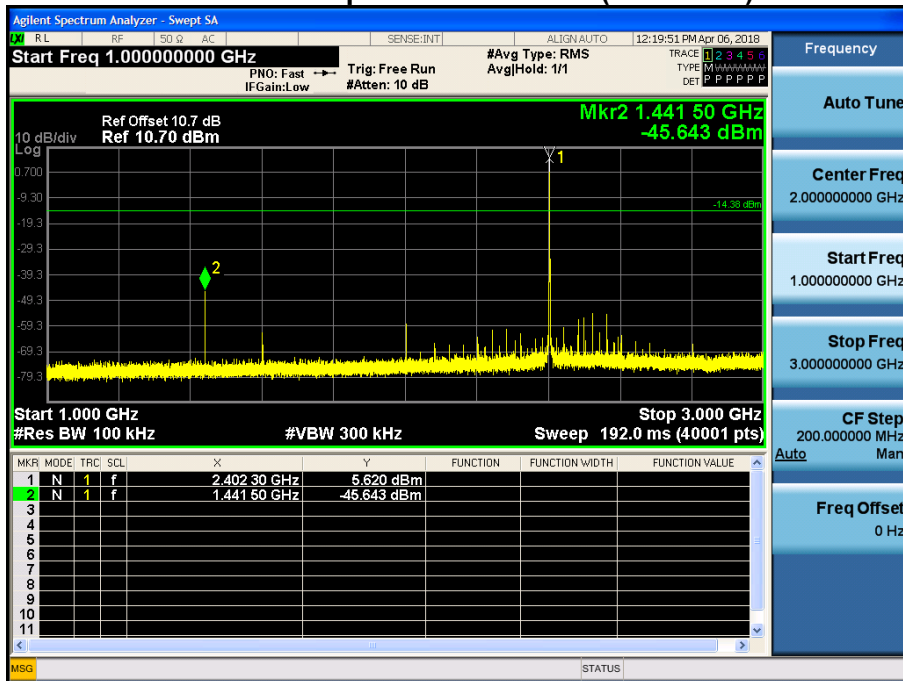 Agilent Spectrum Analyzer - Swept SA
LXI RL RF 50 Ω AC SENSE:INT ALIGN AUTO 12:19:51 PM Apr 06, 2018
Start Freq 1.000000000 GHz
PNO: Fast
IFGain:Low
Trig: Free Run
#Atten: 10 dB
#Avg Type: RMS
Avg|Hold: 1/1
TRACE 1 2 3 4 5 6
TYPE M
DET P P P P P P
Frequency
Auto Tune
Center Freq
2.000000000 GHz
Start Freq
1.000000000 GHz
Stop Freq
3.000000000 GHz
CF Step
200.000000 MHz
Auto Man
Freq Offset
0 Hz
Mkr2 1.441 50 GHz
-45.643 dBm
Ref Offset 10.7 dB
10 dB/div Ref 10.70 dBm
Log
0.700
-9.30
-19.3
-29.3
-39.3
-49.3
-59.3
-69.3
-79.3
1
-14.38 dBm
2
Start 1.000 GHz Stop 3.000 GHz
#Res BW 100 kHz #VBW 300 kHz Sweep 192.0 ms (40001 pts)
MKR MODE TRC SCL X Y FUNCTION FUNCTION WIDTH FUNCTION VALUE
1 N 1 f 2.402 30 GHz 5.620 dBm
2 N 1 f 1.441 50 GHz -45.643 dBm
3
4
5
6
7
8
9
10
11
MSG STATUS